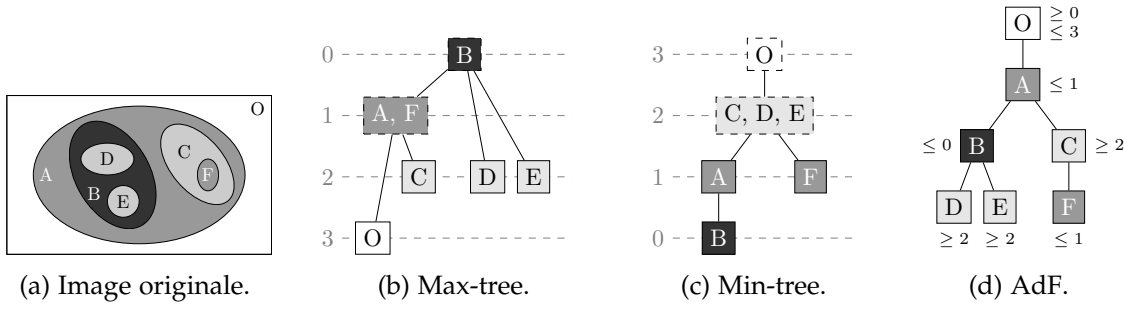 O
A
B
C
D
E
F
(a) Image originale.
0
1
2
3
B
A, F
C
D
E
O
(b) Max-tree.
3
2
1
0
O
C, D, E
A
F
B
(c) Min-tree.
O
≥ 0
≤ 3
A
≤ 1
≤ 0
B
C
≥ 2
D
E
F
≥ 2
≥ 2
≤ 1
(d) AdF.